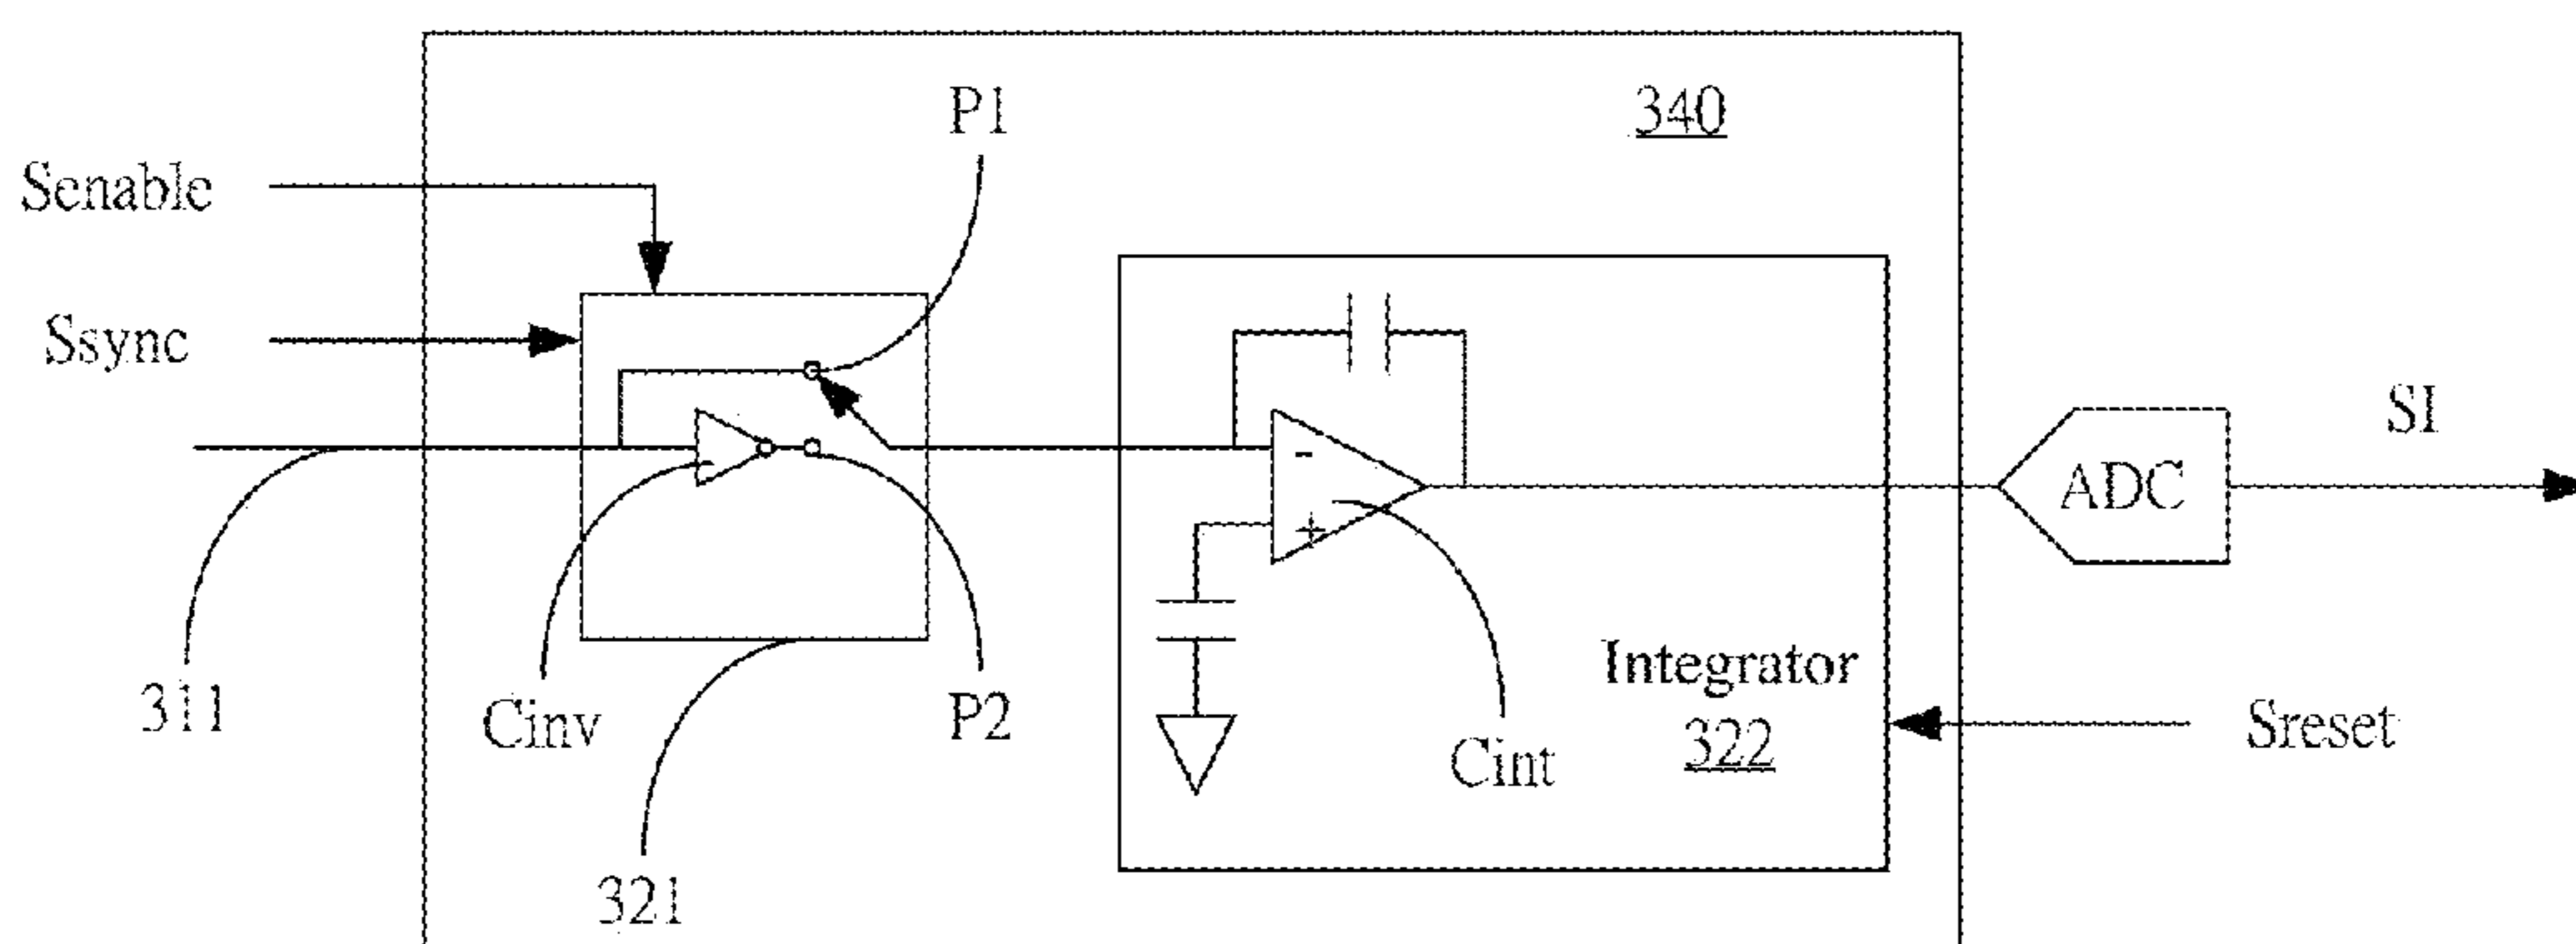 340
P1
Senable
Ssync
SI
ADC
-
+
311
Cinv
P2
Cint
Integrator
322
Sreset
321